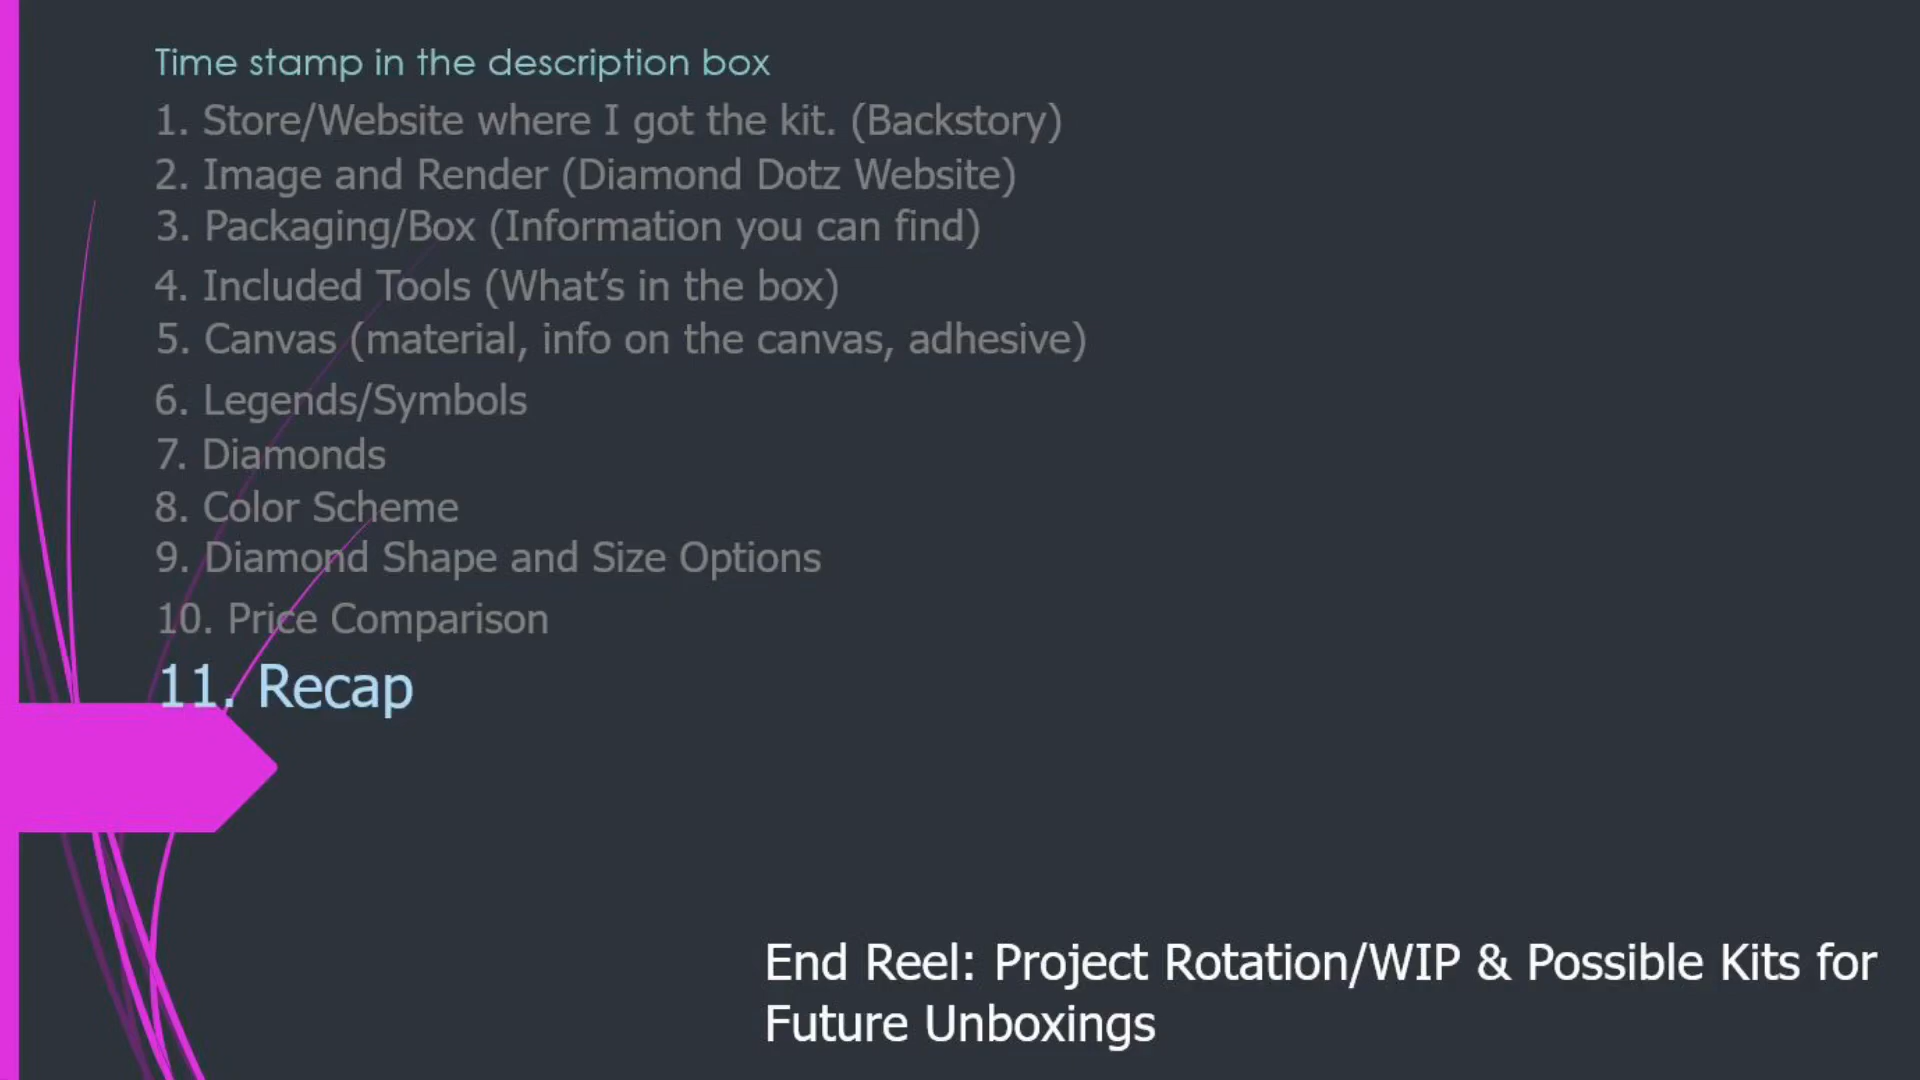 Time stamp in the description box
1. Store/Website where I got the kit. (Backstory)
2. Image and Render (Diamond Dotz Website)
3. Packaging/Box (Information you can find)
4. Included Tools (What’s in the box)
5. Canvas (material, info on the canvas, adhesive)
6. Legends/Symbols
7. Diamonds
8. Color Scheme
9. Diamond Shape and Size Options
10. Price Comparison
11. Recap
End Reel: Project Rotation/WIP & Possible Kits for
Future Unboxings